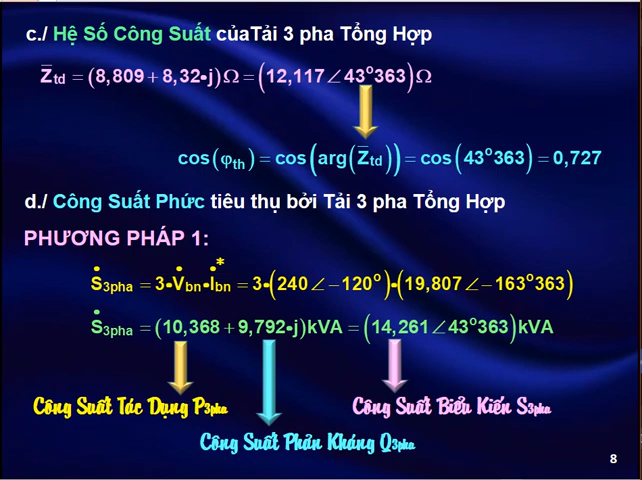 c./ Hệ Số Công Suất củaTải 3 pha Tổng Hợp
Z̅td = (8,809 + 8,32•j)Ω = (12,117∠43°363)Ω
cos(φth) = cos(arg(Z̅td)) = cos(43°363) = 0,727
d./ Công Suất Phức tiêu thụ bởi Tải 3 pha Tổng Hợp
PHƯƠNG PHÁP 1:
Ṡ3pha = 3•V̇bn•İbn* = 3•(240∠−120°)•(19,807∠−163°363)
Ṡ3pha = (10,368 + 9,792•j)kVA = (14,261∠43°363)kVA
Công Suất Tác Dụng P3pha
Công Suất Biểu Kiến S3pha
Công Suất Phản Kháng Q3pha
8